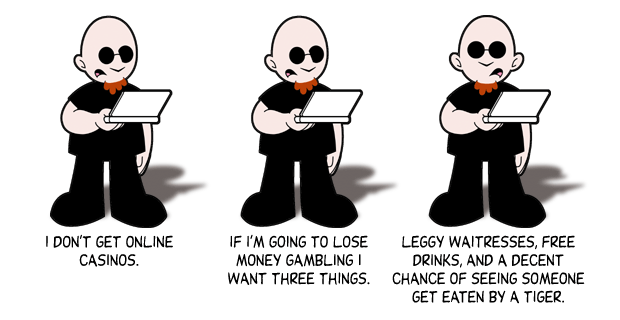 I DON'T GET ONLINE
CASINOS.
IF I'M GOING TO LOSE
MONEY GAMBLING I
WANT THREE THINGS.
LEGGY WAITRESSES, FREE
DRINKS, AND A DECENT
CHANCE OF SEEING SOMEONE
GET EATEN BY A TIGER.